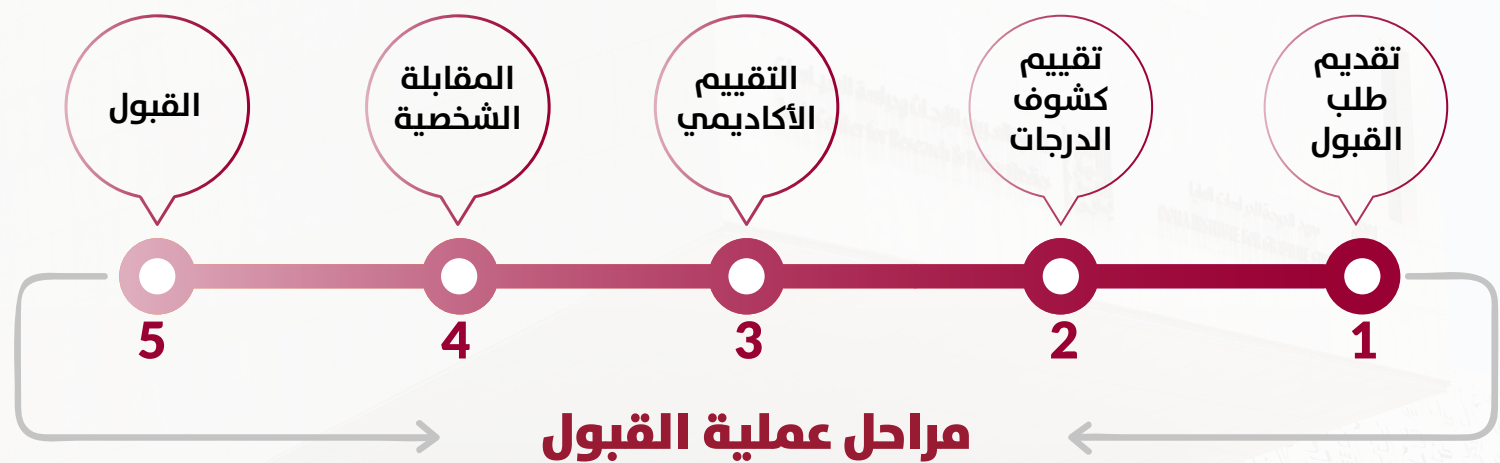 تقديم
طلب
القبول
تقييم
كشوف
الدرجات
التقييم
الأكاديمي
المقابلة
الشخصية
القبول
1
2
3
4
5
مراحل عملية القبول